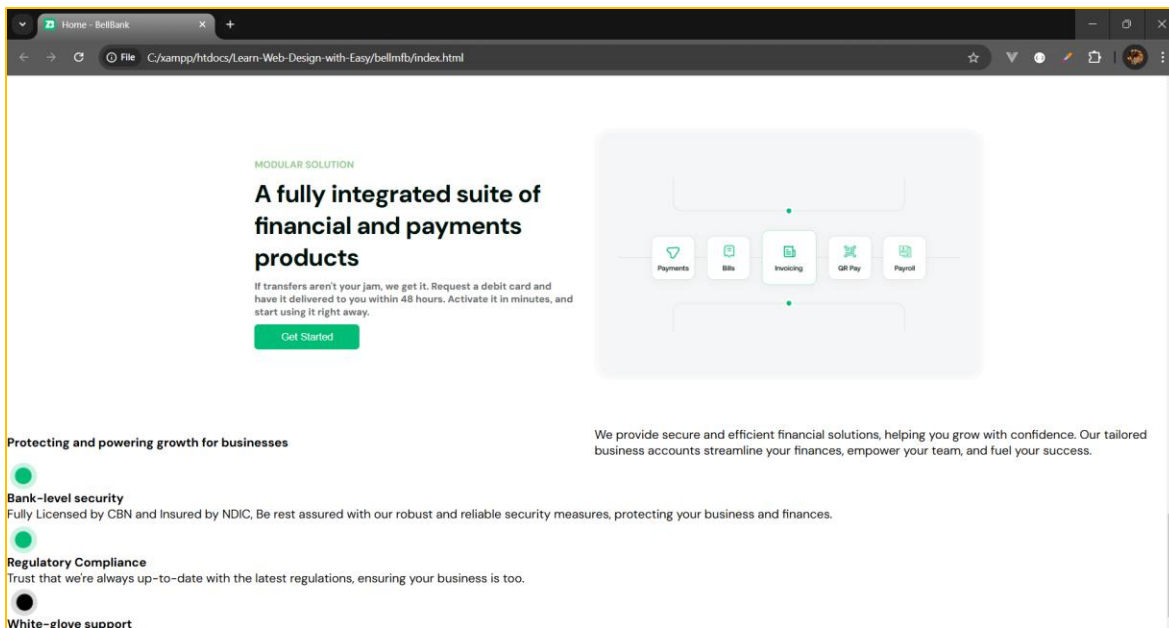 Home - BellBank
File
C:/xampp/htdocs/Learn-Web-Design-with-Easy/bellmfb/index.html
MODULAR SOLUTION
A fully integrated suite of
financial and payments
products
If transfers aren't your jam, we get it. Request a debit card and
have it delivered to you within 48 hours. Activate it in minutes, and
start using it right away.
Get Started
Payments
Bills
Invoicing
QR Pay
Payroll
Protecting and powering growth for businesses
We provide secure and efficient financial solutions, helping you grow with confidence. Our tailored
business accounts streamline your finances, empower your team, and fuel your success.
Bank-level security
Fully Licensed by CBN and Insured by NDIC, Be rest assured with our robust and reliable security measures, protecting your business and finances.
Regulatory Compliance
Trust that we're always up-to-date with the latest regulations, ensuring your business is too.
White-glove support